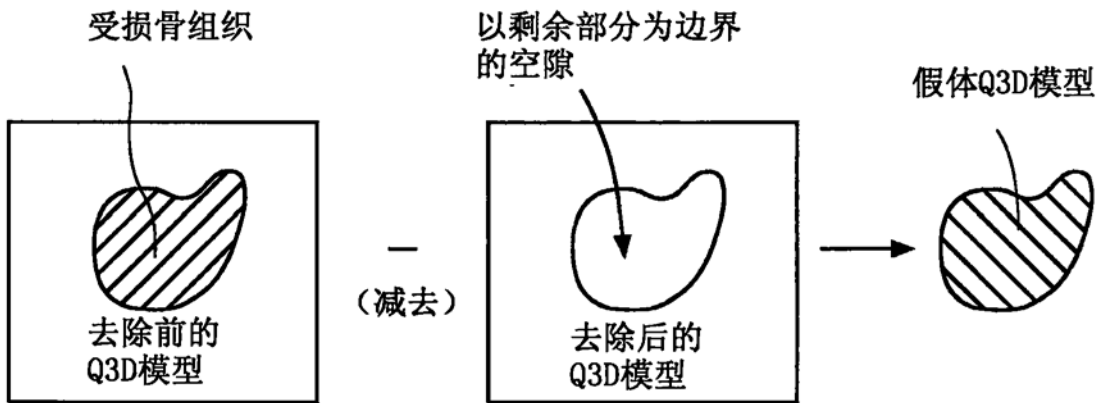 受损骨组织
以剩余部分为边界
的空隙
假体Q3D模型
—
(减去)
去除前的
Q3D模型
去除后的
Q3D模型